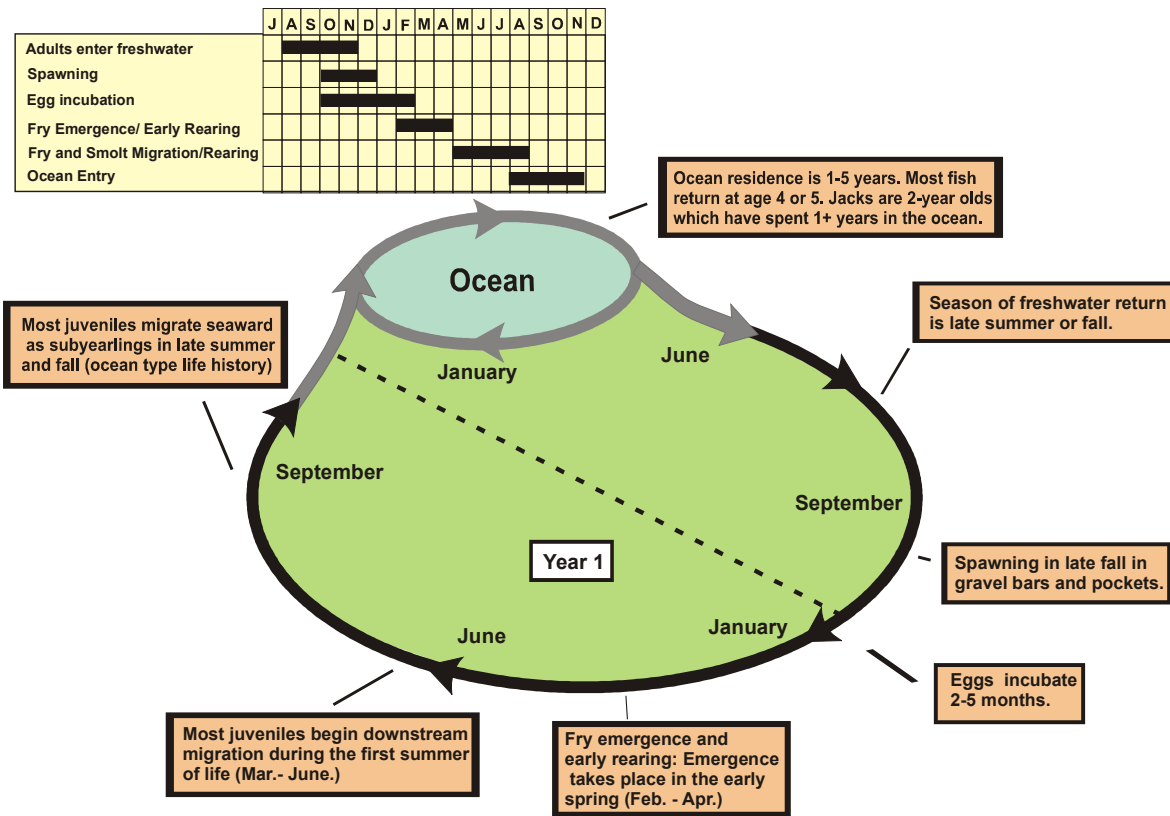 J A S O N D J F M A M J J A S O N D
Adults enter freshwater
Spawning
Egg incubation
Fry Emergence/ Early Rearing
Fry and Smolt Migration/Rearing
Ocean Entry
Ocean residence is 1-5 years. Most fish
return at age 4 or 5. Jacks are 2-year olds
which have spent 1+ years in the ocean.
Ocean
Most juveniles migrate seaward
as subyearlings in late summer
and fall (ocean type life history)
Season of freshwater return
is late summer or fall.
June
January
September
September
Year 1
Spawning in late fall in
gravel bars and pockets.
January
June
Eggs incubate
2-5 months.
Most juveniles begin downstream
migration during the first summer
of life (Mar.- June.)
Fry emergence and
early rearing: Emergence
takes place in the early
spring (Feb. - Apr.)